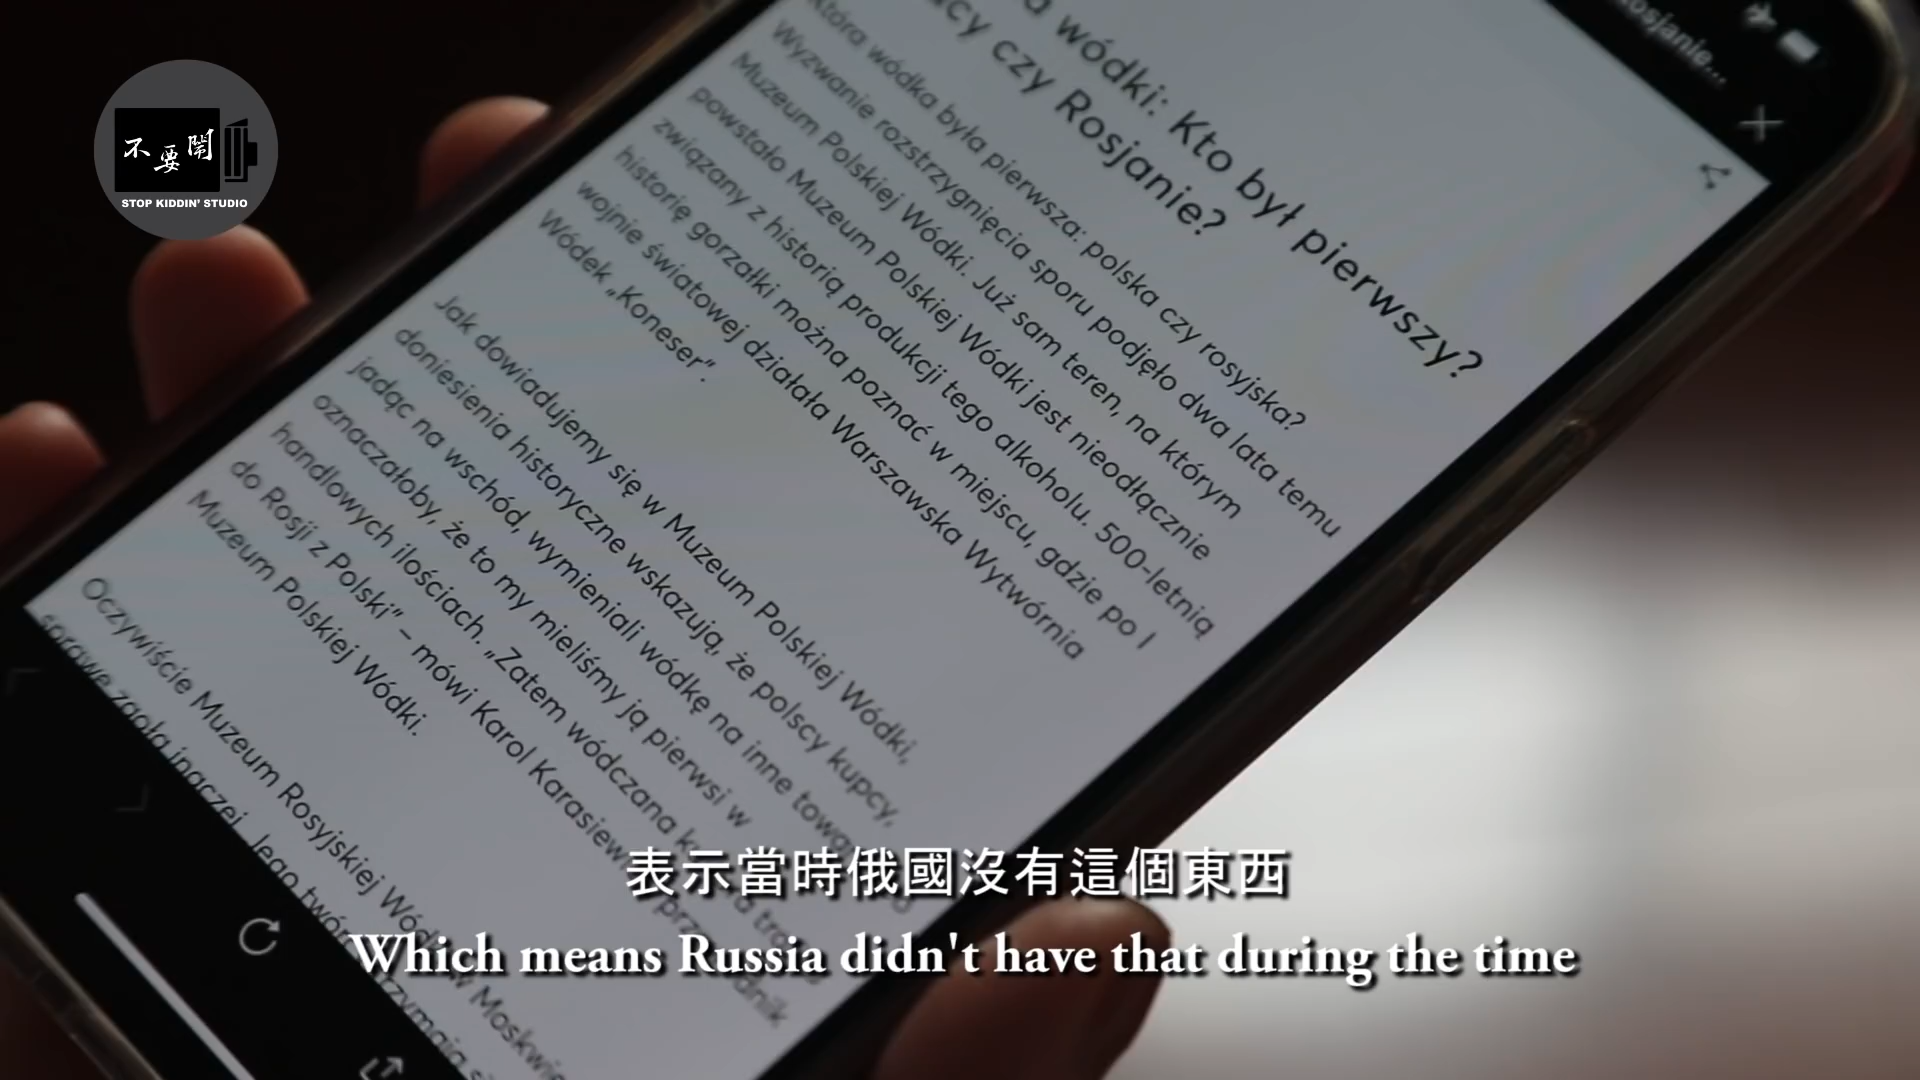 不要鬧
STOP KIDDIN' STUDIO
wódki: Kto był pierwszy?
czy Rosjanie?
Która wódka była pierwsza: polska czy rosyjska?
Wyzwanie rozstrzygnięcia sporu podjęło dwa lata temu
Muzeum Polskiej Wódki. Już sam teren, na którym
powstało Muzeum Polskiej Wódki jest nieodłącznie
związany z historią produkcji tego alkoholu. 500-letnią
historię gorzałki można poznać w miejscu, gdzie po I
wojnie światowej działała Warszawska Wytwórnia
Wódek „Koneser”.
Jak dowiadujemy się w Muzeum Polskiej Wódki,
doniesienia historyczne wskazują, że polscy kupcy,
jadąc na wschód, wymieniali wódkę na inne
oznaczałoby, że to my mieliśmy ją pierwsi w
handlowych ilościach. „Zatem wódczana
do Rosji z Polski” – mówi Karol
Muzeum Polskiej Wódki.
Oczywiście Muzeum Rosyjskiej Wódki w Moskwie
sprawę zgoła inaczej. Jego
表示當時俄國沒有這個東西
Which means Russia didn't have that during the time